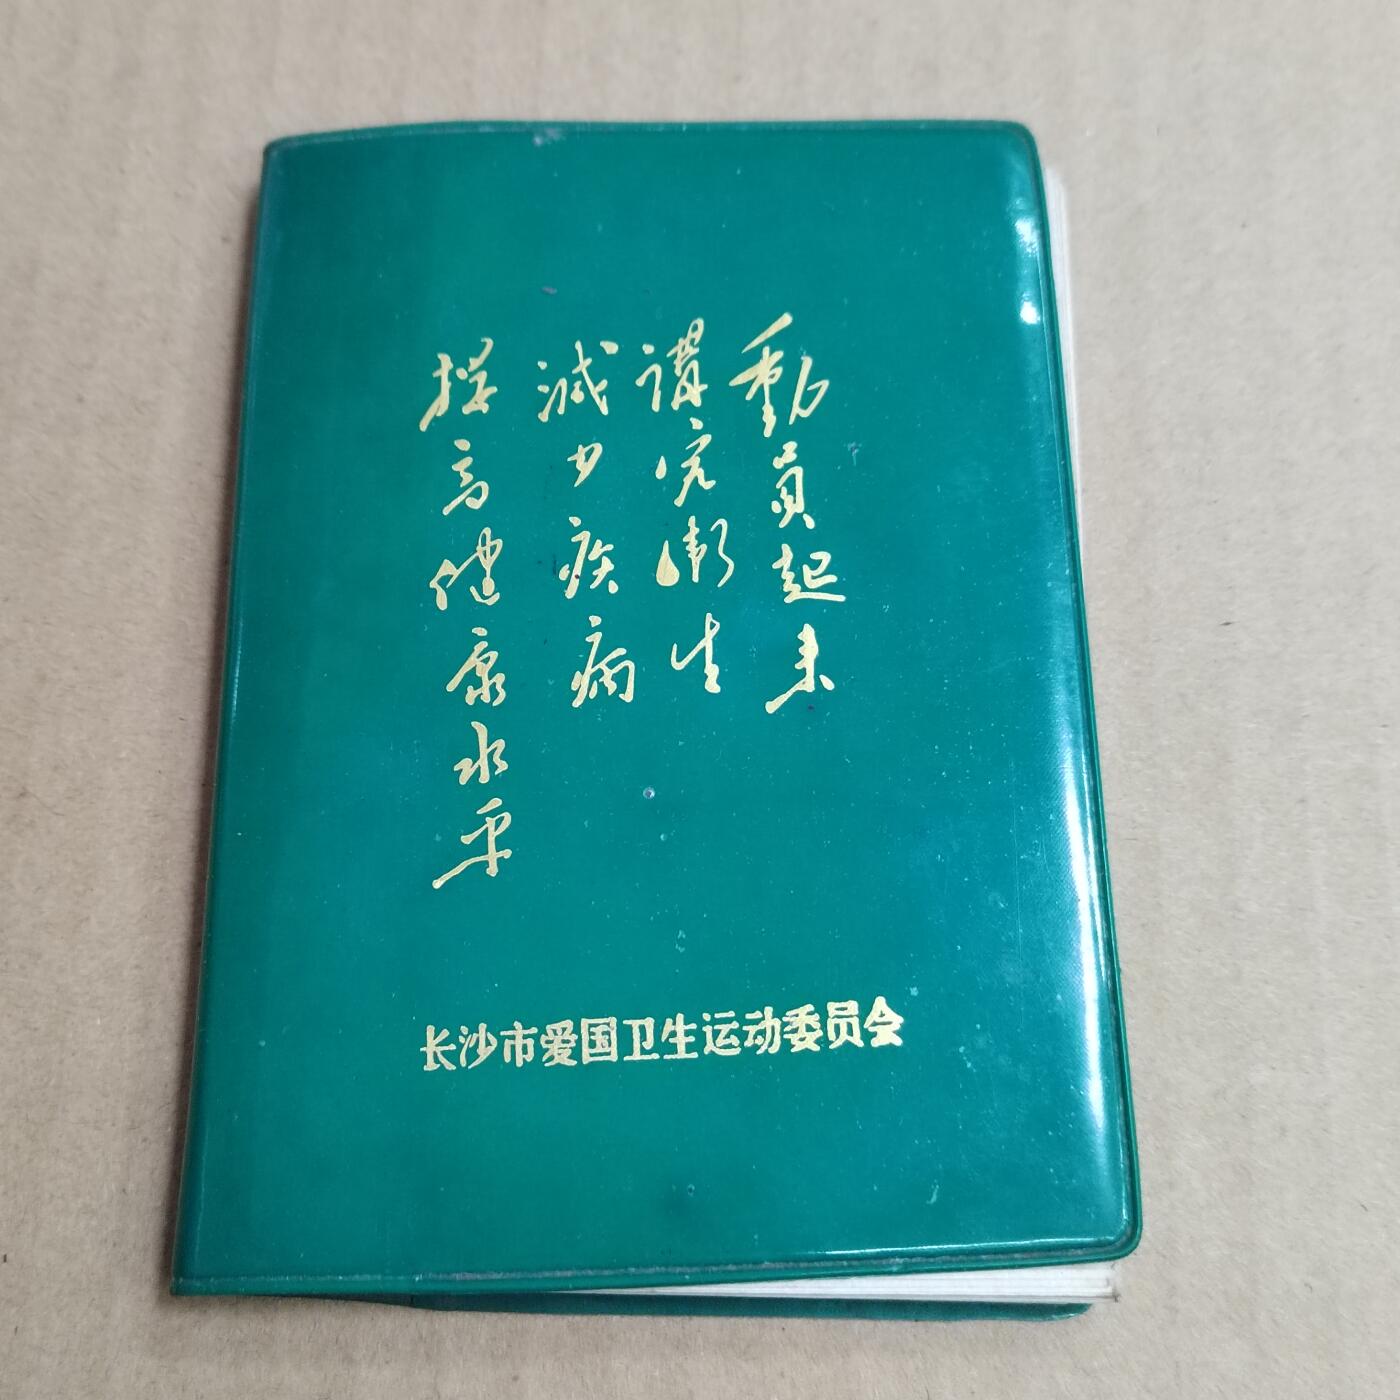 動員起来
講究衛生
減少疾病
提高健康水平
长沙市爱国卫生运动委员会